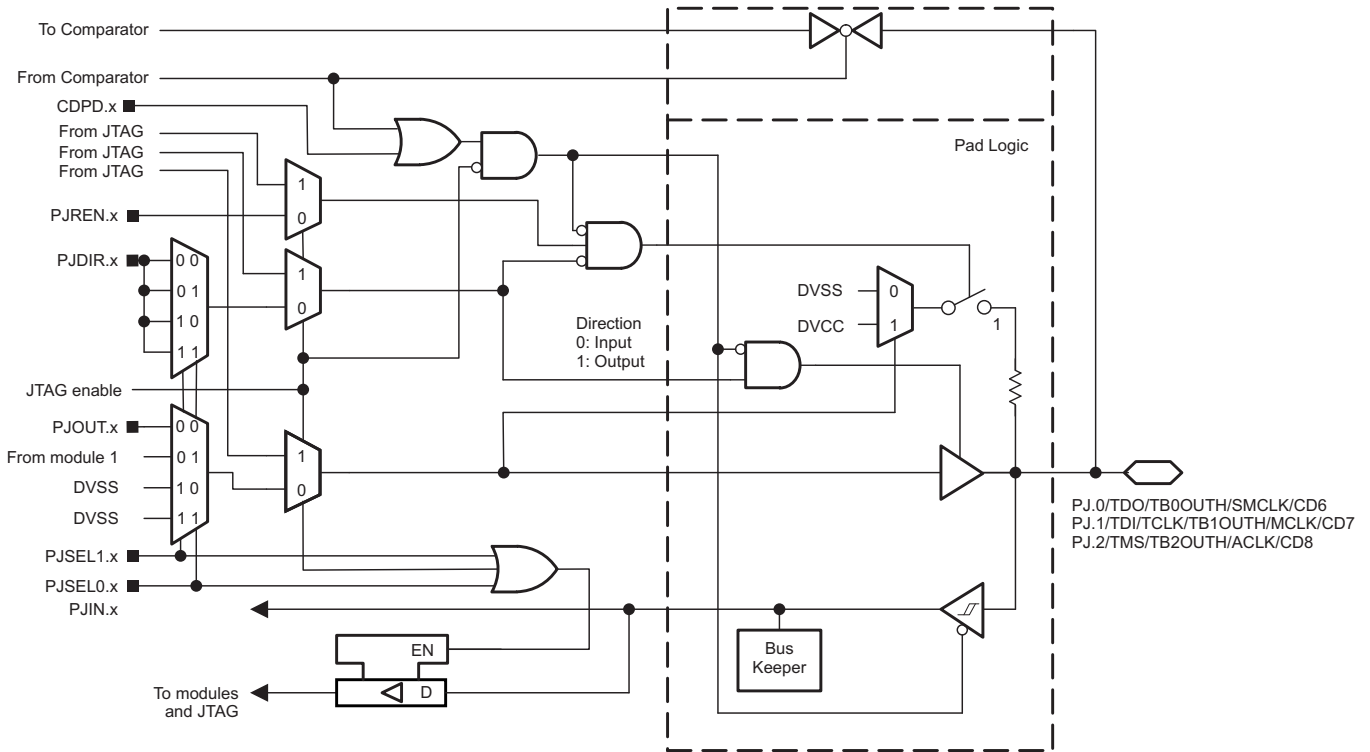 To Comparator
From Comparator
CDPD.x
From JTAG
From JTAG
From JTAG
Pad Logic
1
0
PJREN.x
PJDIR.x
0 0
0 1
1 0
1 1
1
0
DVSS
0
DVCC
1
1
Direction
0: Input
1: Output
JTAG enable
PJOUT.x
0 0
From module 1
0 1
DVSS
1 0
DVSS
1 1
1
0
PJ.0/TDO/TB0OUTH/SMCLK/CD6
PJ.1/TDI/TCLK/TB1OUTH/MCLK/CD7
PJ.2/TMS/TB2OUTH/ACLK/CD8
PJSEL1.x
PJSEL0.x
PJIN.x
Bus
Keeper
EN
D
To modules
and JTAG